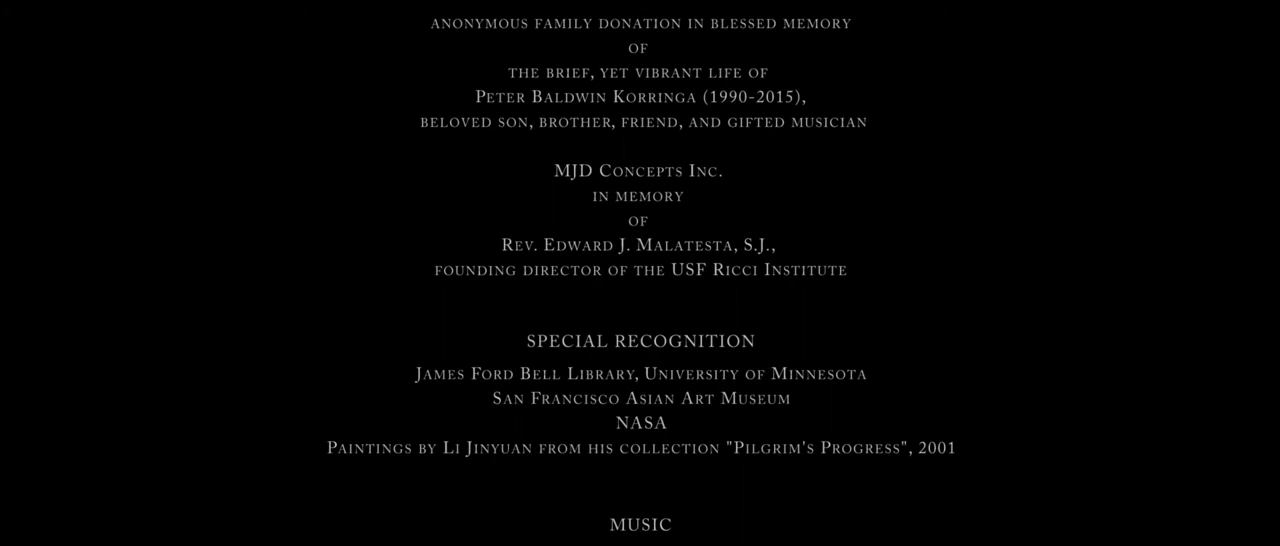 ANONYMOUS FAMILY DONATION IN BLESSED MEMORY
OF
THE BRIEF, YET VIBRANT LIFE OF
PETER BALDWIN KORRINGA (1990-2015),
BELOVED SON, BROTHER, FRIEND, AND GIFTED MUSICIAN
MJD CONCEPTS INC.
IN MEMORY
OF
REV. EDWARD J. MALATESTA, S.J.,
FOUNDING DIRECTOR OF THE USF RICCI INSTITUTE
SPECIAL RECOGNITION
JAMES FORD BELL LIBRARY, UNIVERSITY OF MINNESOTA
SAN FRANCISCO ASIAN ART MUSEUM
NASA
PAINTINGS BY LI JINYUAN FROM HIS COLLECTION "PILGRIM'S PROGRESS", 2001
MUSIC